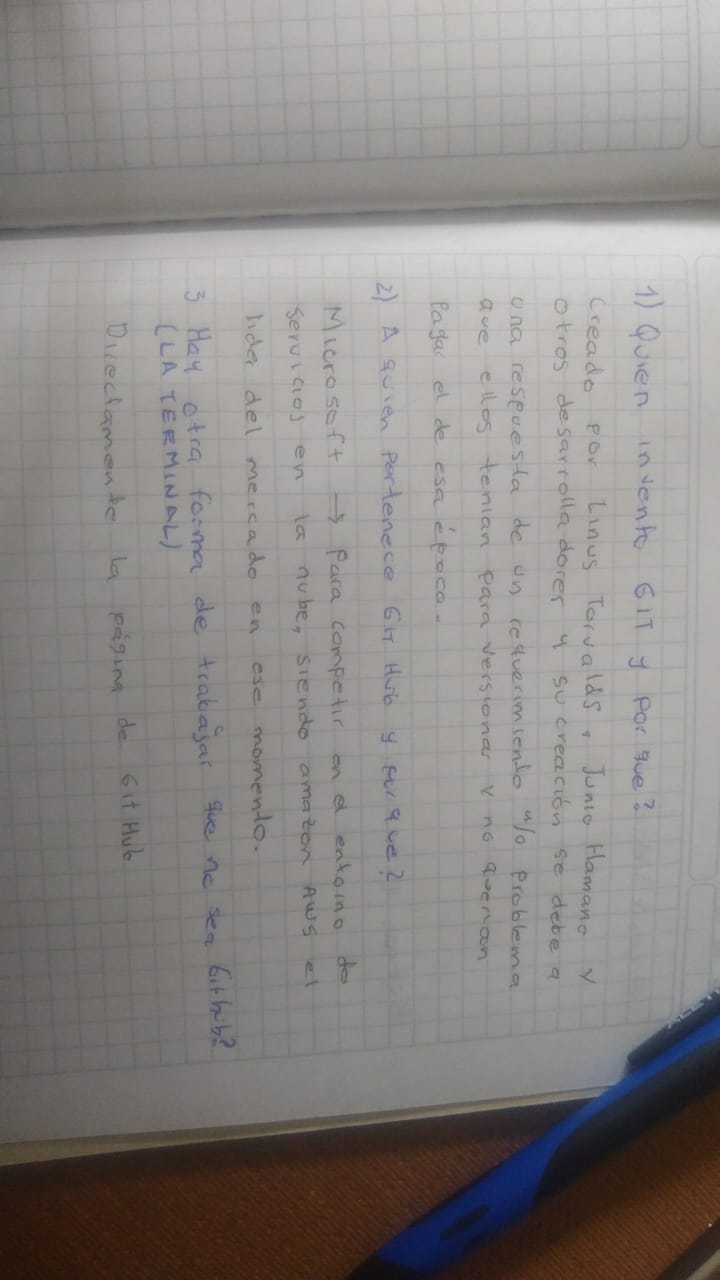 1) Quien invento GIT y por que?
Creado por Linus Torvalds, Junio Hamano y
otros desarrolladores y su creación se debe a
una respuesta de un requerimiento y/o problema
que ellos tenian para versionar y no querian
Pagar el de esa época.
2) A quien pertenece Git Hub y por que?
Microsoft → Para competir en el entorno de
servicios en la nube, siendo amazon AWS el
lider del mercado en ese momento.
3 Hay otra forma de trabajar que no sea Github?
(LA TERMINAL)
Directamente la página de Git Hub